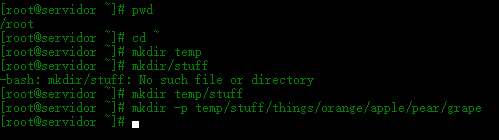 [root@servidor ~]# pwd
/root
[root@servidor ~]# cd ~
[root@servidor ~]# mkdir temp
[root@servidor ~]# mkdir/stuff
-bash: mkdir/stuff: No such file or directory
[root@servidor ~]# mkdir temp/stuff
[root@servidor ~]# mkdir -p temp/stuff/things/orange/apple/pear/grape
[root@servidor ~]#